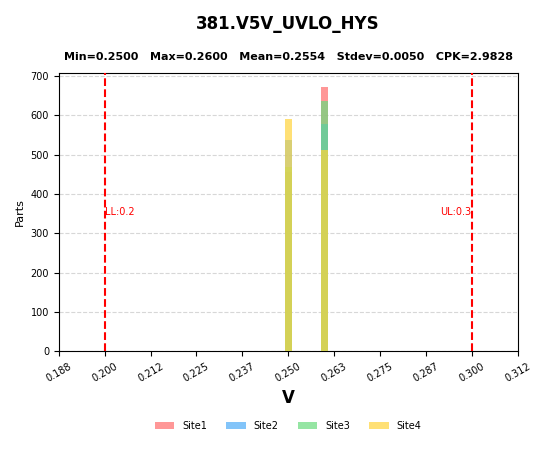 381.V5V_UVLO_HYS
Min=0.2500 Max=0.2600 Mean=0.2554 Stdev=0.0050 CPK=2.9828
700
600
500
400
300
200
100
0
Parts
LL:0.2
UL:0.3
0.188 0.200 0.212 0.225 0.237 0.250 0.263 0.275 0.287 0.300 0.312
V
Site1 Site2 Site3 Site4